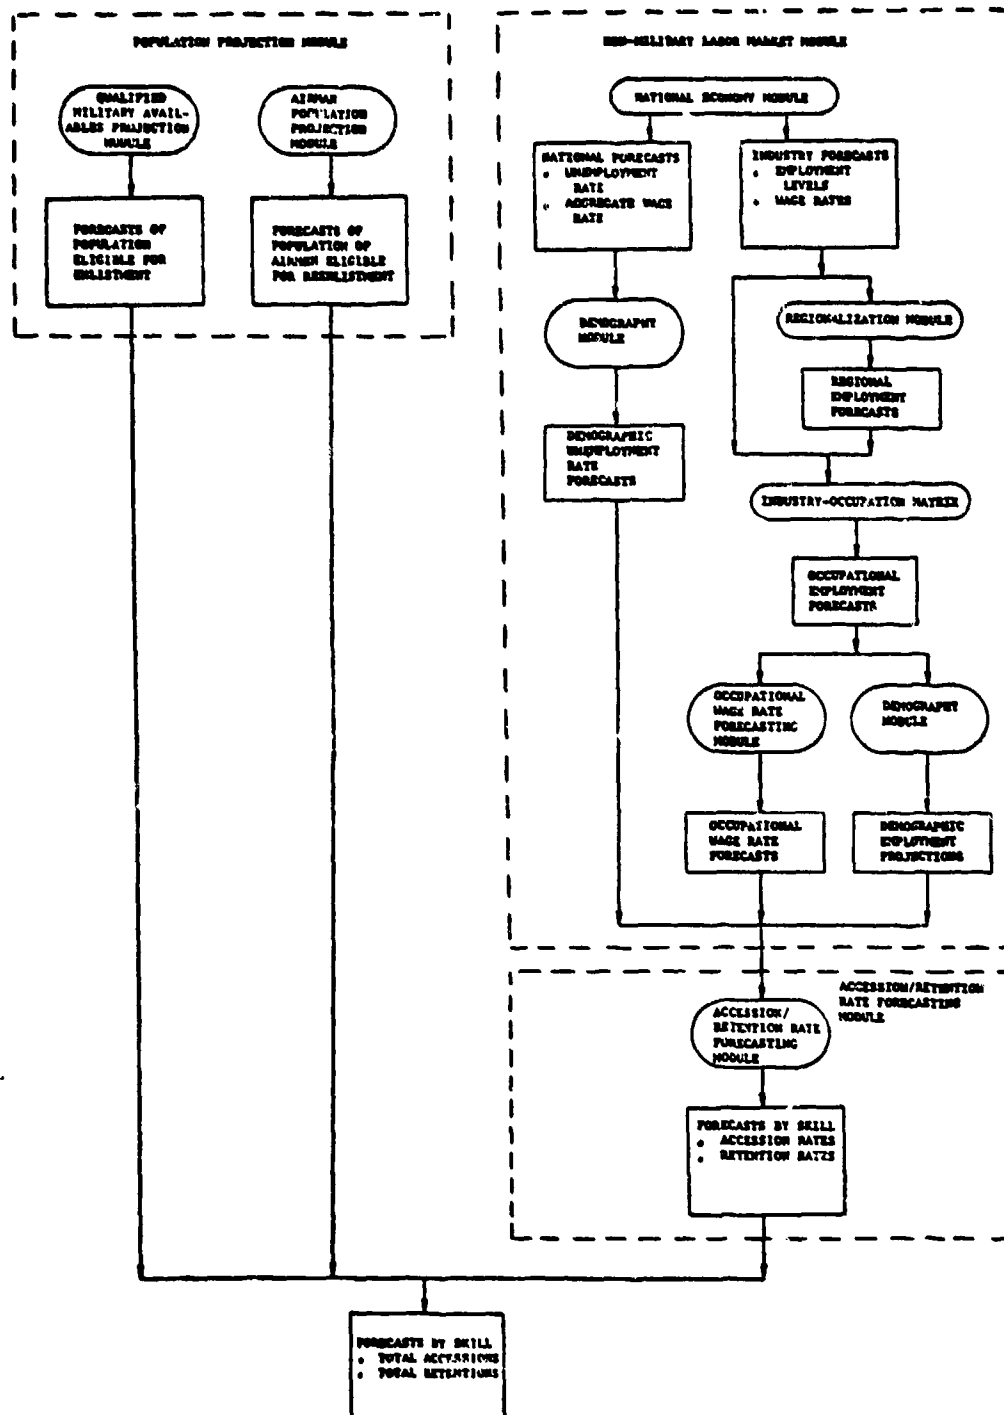 POPULATION PROJECTION MODULE
QUALIFIED
MILITARY AVAIL-
ABLES PROJECTION
MODULE
AIRMAN
POPULATION
PROJECTION
MODULE
FORECASTS OF
POPULATION
ELIGIBLE FOR
ENLISTMENT
FORECASTS OF
POPULATION OF
AIRMEN ELIGIBLE
FOR REENLISTMENT
NON-MILITARY LABOR MARKET MODULE
NATIONAL ECONOMY MODULE
NATIONAL FORECASTS
• UNEMPLOYMENT
RATE
• AGGREGATE WAGE
RATE
INDUSTRY FORECASTS
• EMPLOYMENT
LEVELS
• WAGE RATES
DEMOGRAPHY
MODULE
REGIONALIZATION MODULE
REGIONAL
EMPLOYMENT
FORECASTS
DEMOGRAPHIC
UNEMPLOYMENT
RATE
FORECASTS
INDUSTRY-OCCUPATION MATRIX
OCCUPATIONAL
EMPLOYMENT
FORECASTS
OCCUPATIONAL
WAGE RATE
FORECASTING
MODULE
DEMOGRAPHY
MODULE
OCCUPATIONAL
WAGE RATE
FORECASTS
DEMOGRAPHIC
EMPLOYMENT
PROJECTIONS
ACCESSION/RETENTION
RATE FORECASTING
MODULE
ACCESSION/
RETENTION RATE
FORECASTING
MODULE
FORECASTS BY SKILL
• ACCESSION RATES
• RETENTION RATES
FORECASTS BY SKILL
• TOTAL ACCESSIONS
• TOTAL RETENTIONS